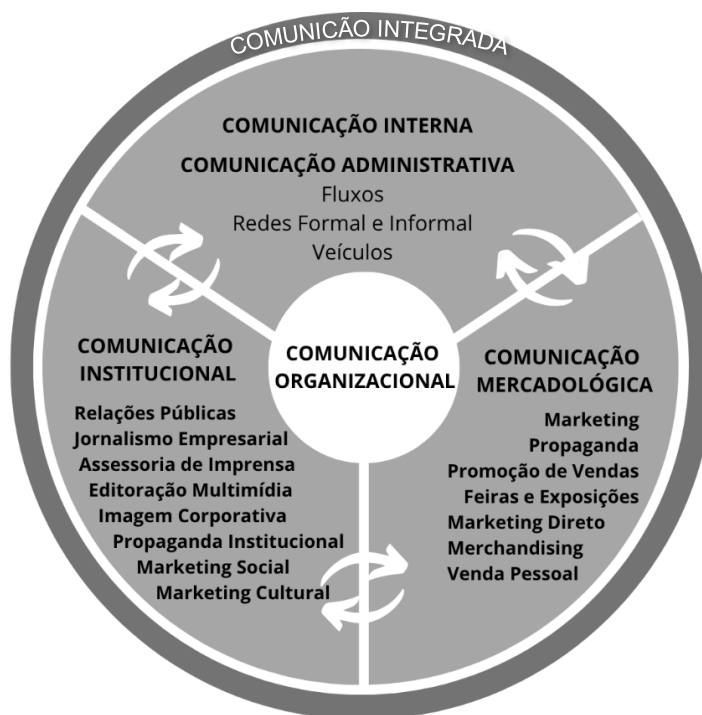 COMUNICÃO INTEGRADA
COMUNICAÇÃO INTERNA
COMUNICAÇÃO ADMINISTRATIVA
Fluxos
Redes Formal e Informal
Veículos
COMUNICAÇÃO
ORGANIZACIONAL
COMUNICAÇÃO
INSTITUCIONAL
Relações Públicas
Jornalismo Empresarial
Assessoria de Imprensa
Editoração Multimídia
Imagem Corporativa
Propaganda Institucional
Marketing Social
Marketing Cultural
COMUNICAÇÃO
MERCADOLÓGICA
Marketing
Propaganda
Promoção de Vendas
Feiras e Exposições
Marketing Direto
Merchandising
Venda Pessoal